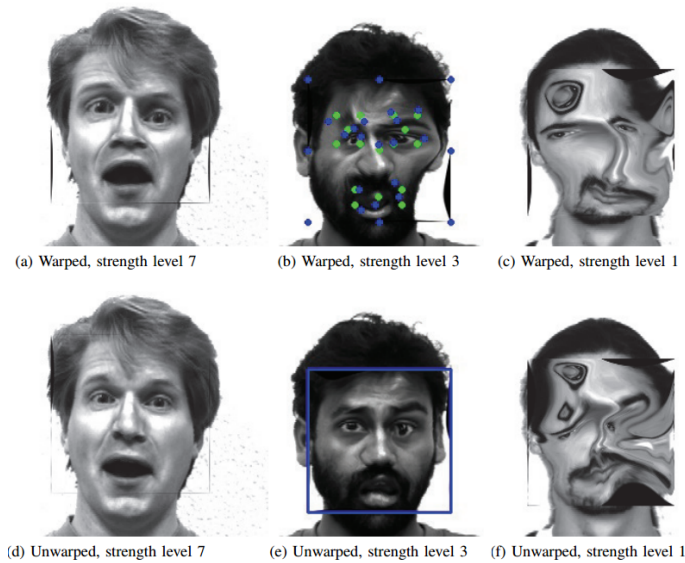 (a) Warped, strength level 7
(b) Warped, strength level 3
(c) Warped, strength level 1
(d) Unwarped, strength level 7
(e) Unwarped, strength level 3
(f) Unwarped, strength level 1